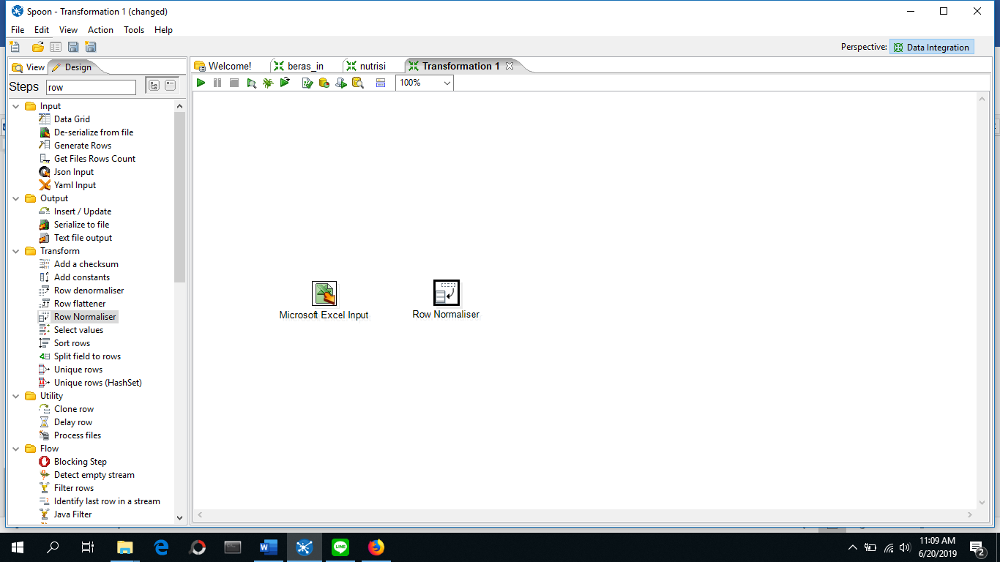 Spoon - Transformation 1 (changed)
File Edit View Action Tools Help
Perspective: Data Integration
View Design
Welcome! beras_in nutrisi Transformation 1
Steps row
100%
Input
Data Grid
De-serialize from file
Generate Rows
Get Files Rows Count
Json Input
Yaml Input
Output
Insert / Update
Serialize to file
Text file output
Transform
Add a checksum
Add constants
Row denormaliser
Row flattener
Row Normaliser
Select values
Sort rows
Split field to rows
Unique rows
Unique rows (HashSet)
Utility
Clone row
Delay row
Process files
Flow
Blocking Step
Detect empty stream
Filter rows
Identify last row in a stream
Java Filter
Microsoft Excel Input
Row Normaliser
LINE
11:09 AM
6/20/2019
2